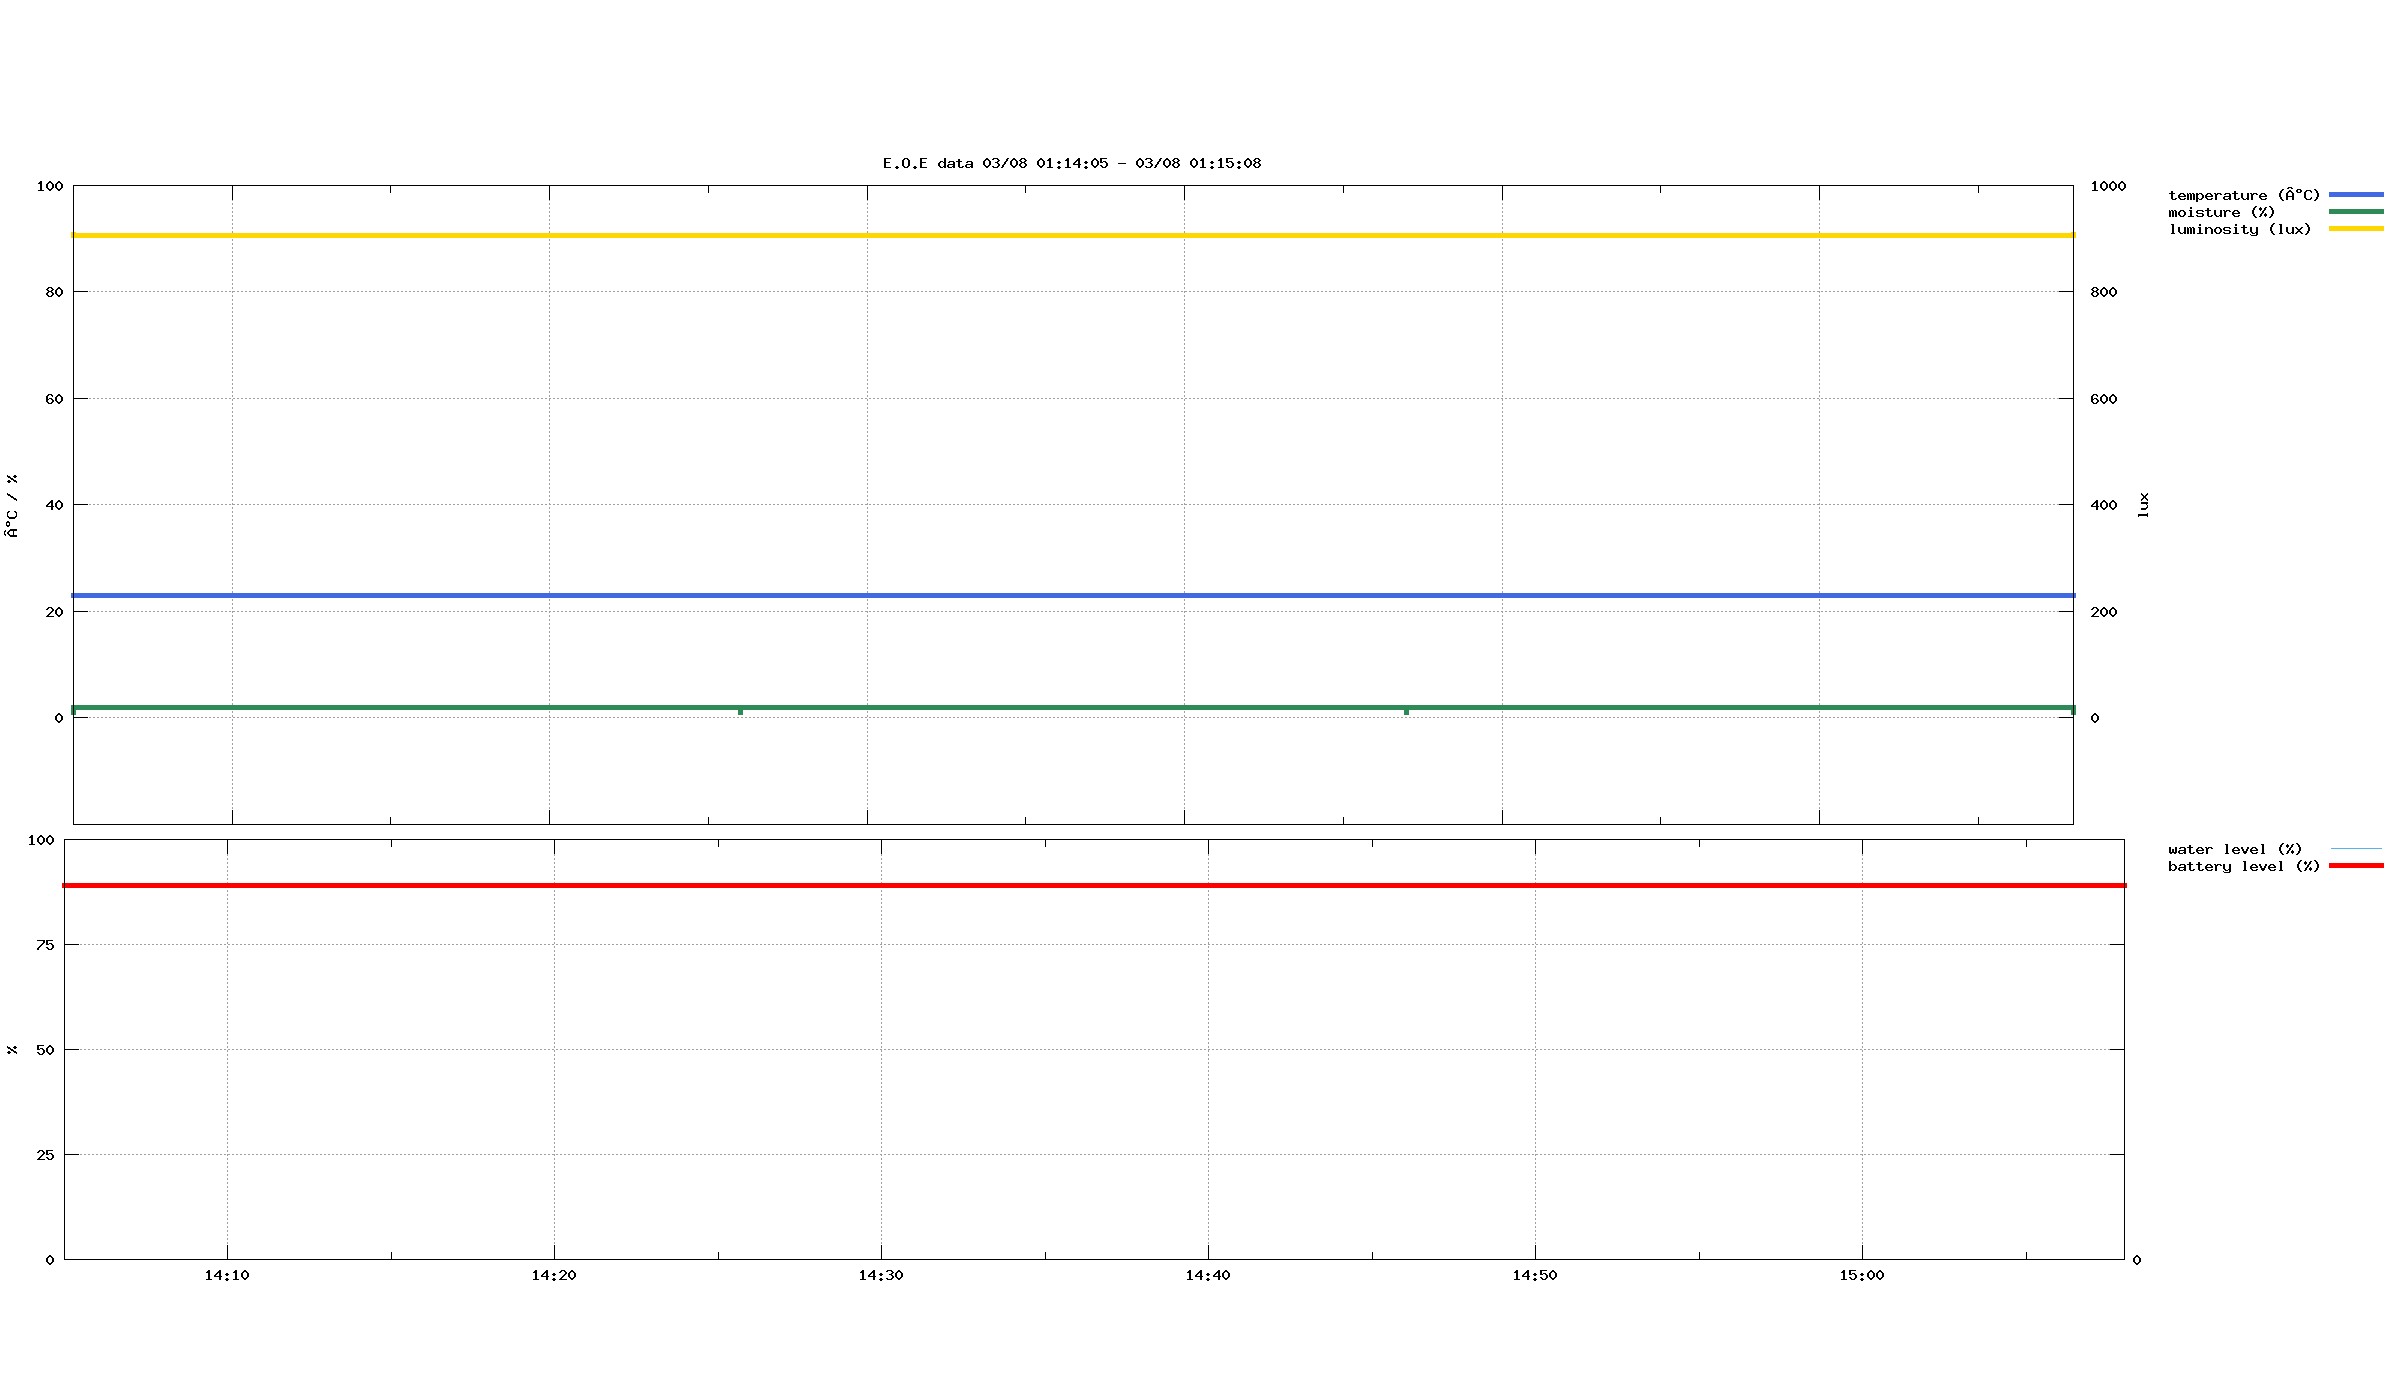 E.O.E data 03/08 01:14:05 - 03/08 01:15:08
100
80
60
40
20
0
Â°C / %
1000
800
600
400
200
0
lux
temperature (Â°C)
moisture (%)
luminosity (lux)
100
75
50
25
0
%
0
water level (%)
battery level (%)
14:10 14:20 14:30 14:40 14:50 15:00